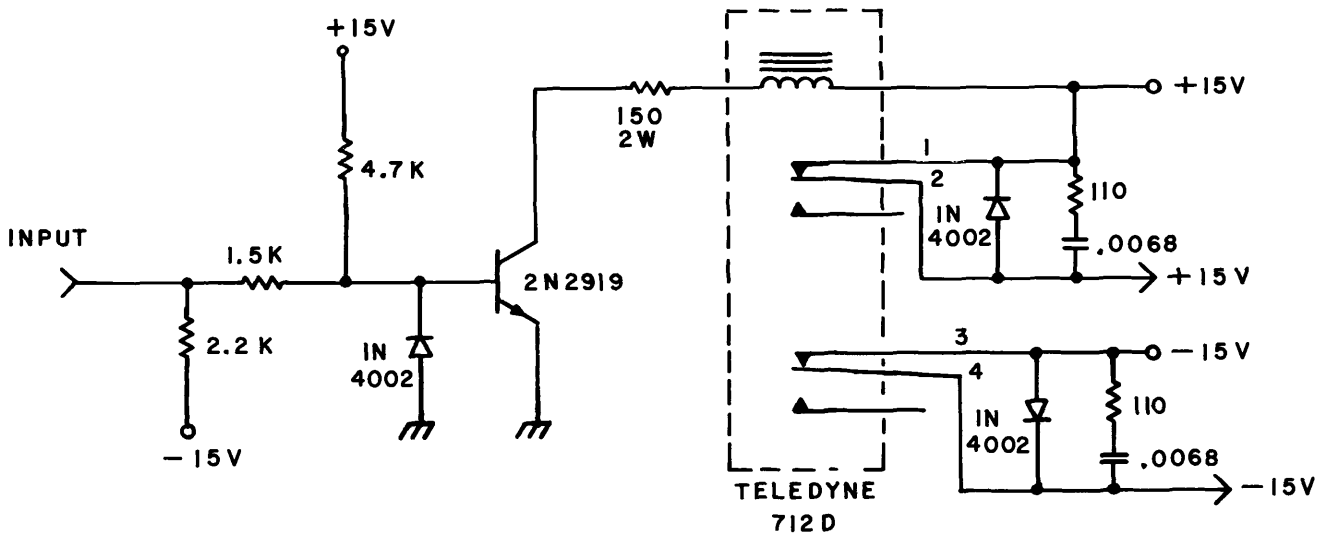 +15V
4.7K
INPUT
1.5K
2.2K
-15V
IN
4002
2N2919
150
2W
+15V
1
2
IN
4002
110
.0068
+15V
3
4
-15V
IN
4002
110
.0068
-15V
TELEDYNE
712D